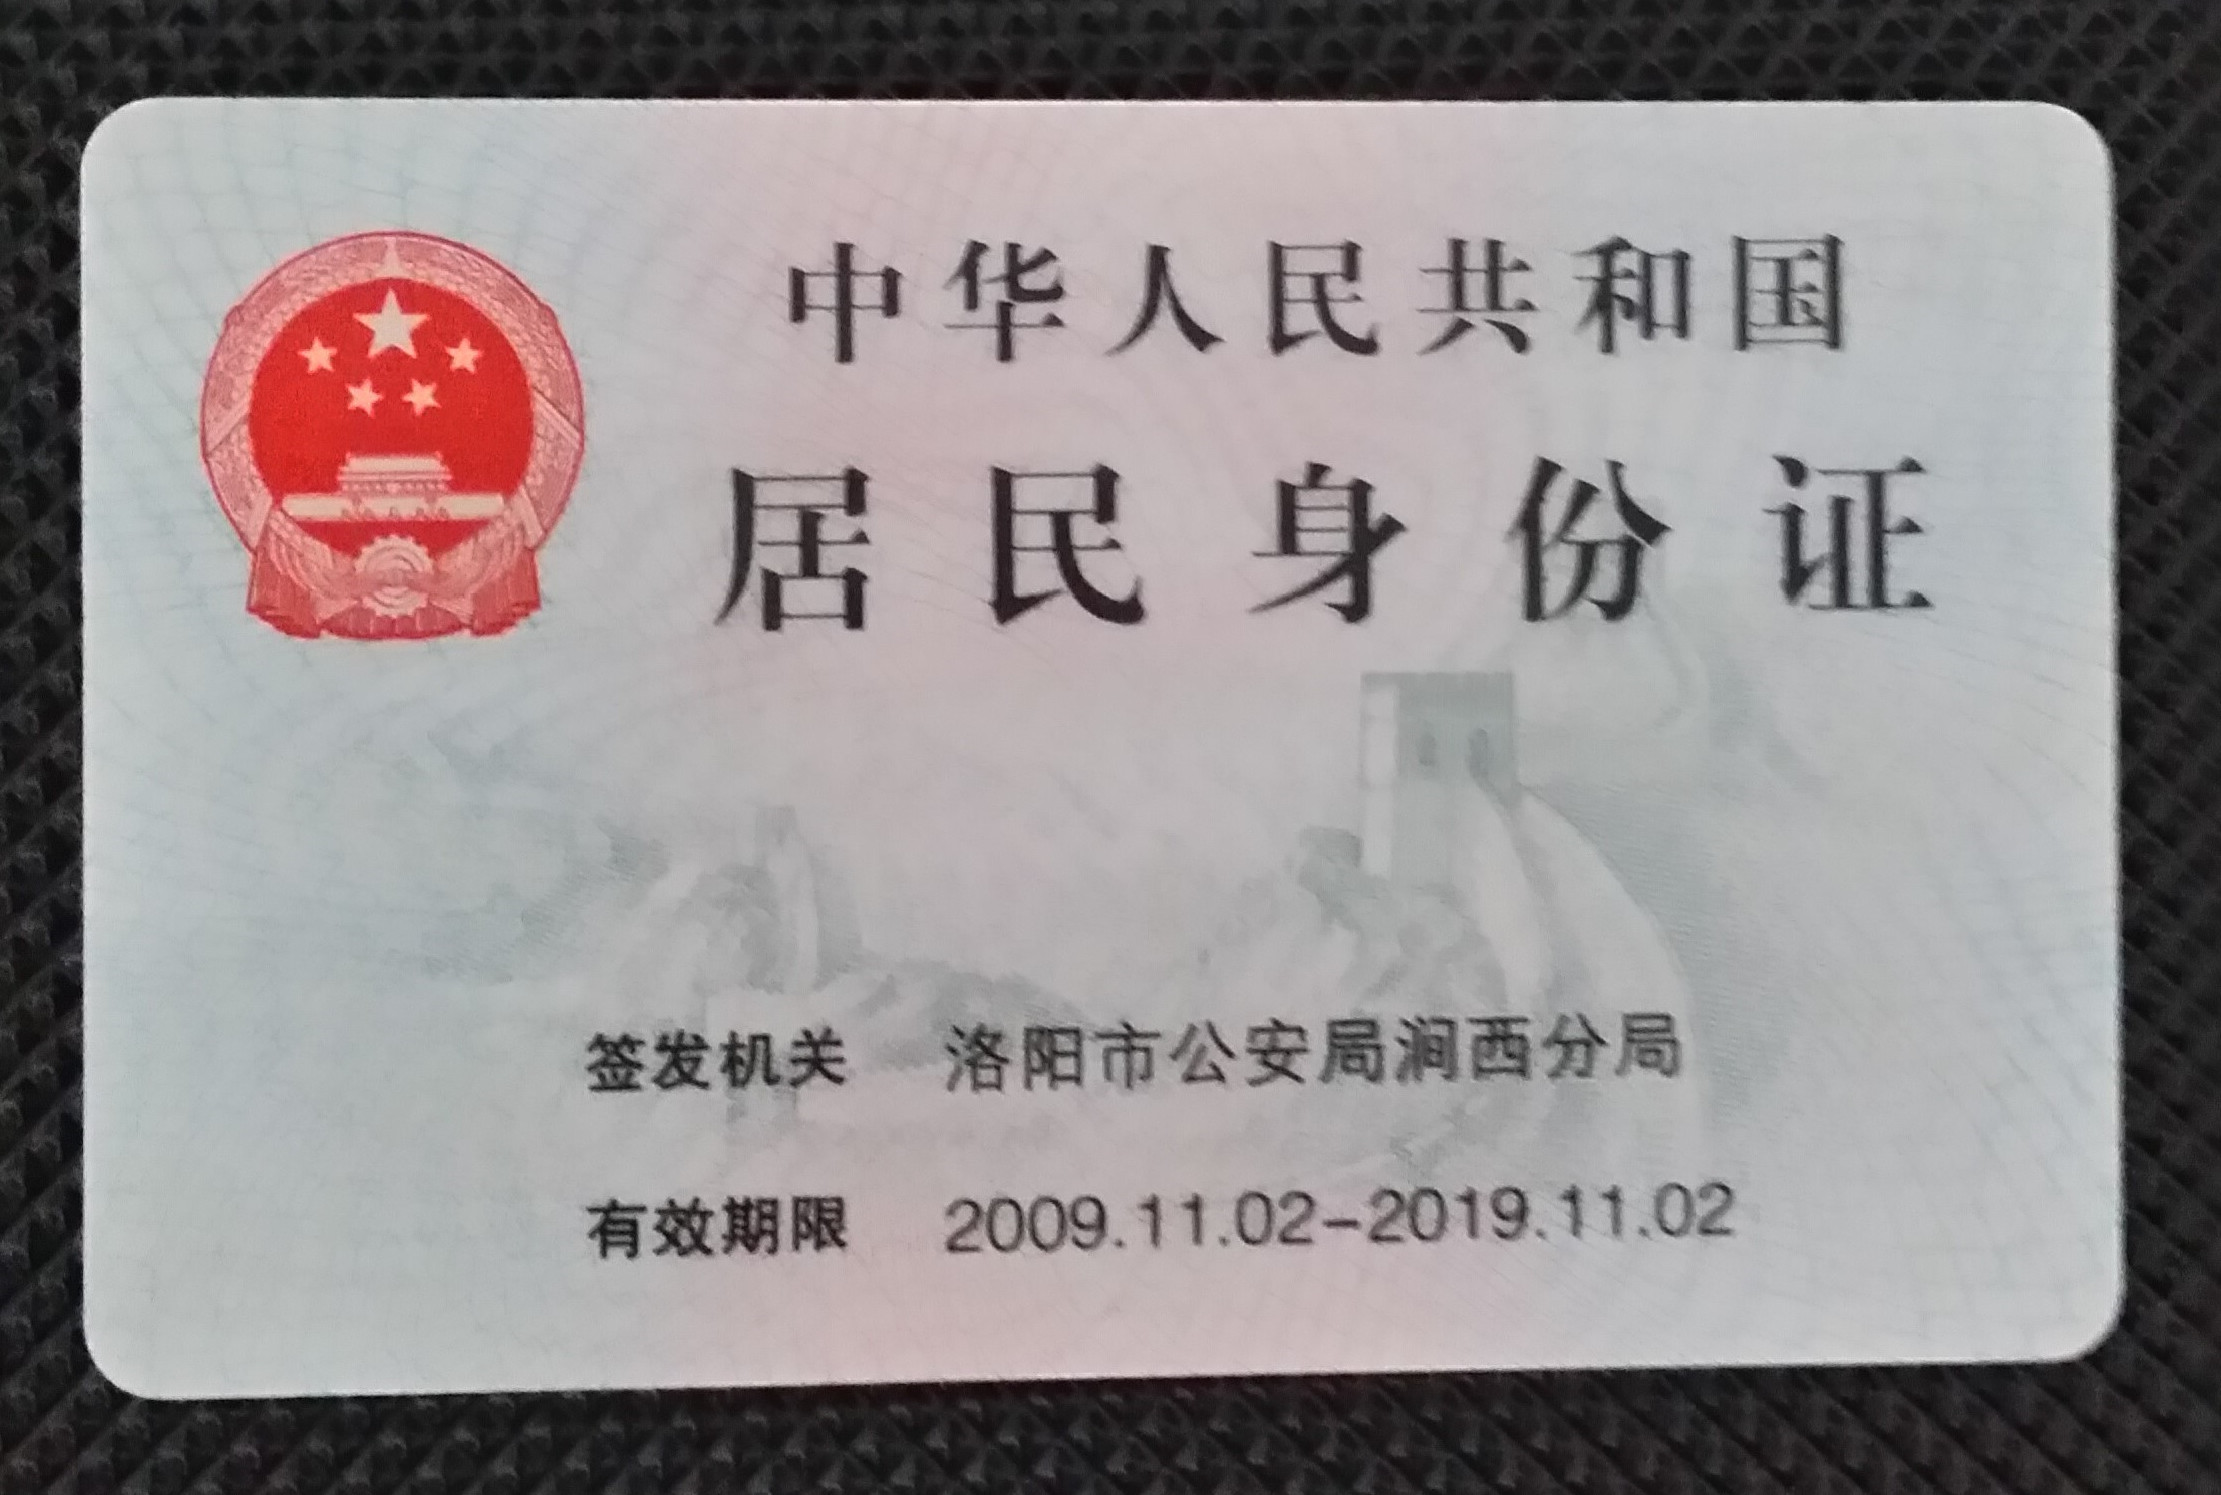 中华人民共和国
居民身份证
签发机关 洛阳市公安局涧西分局
有效期限 2009.11.02-2019.11.02